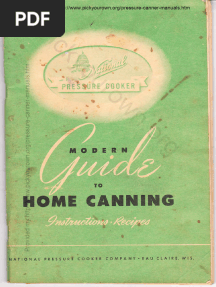 PDF
https://www.pickyourown.org/pressure-canner-manuals.htm
National
PRESSURE COOKER
MODERN
Guide
TO
HOME CANNING
Instructions · Recipes
NATIONAL PRESSURE COOKER COMPANY · EAU CLAIRE, WIS.